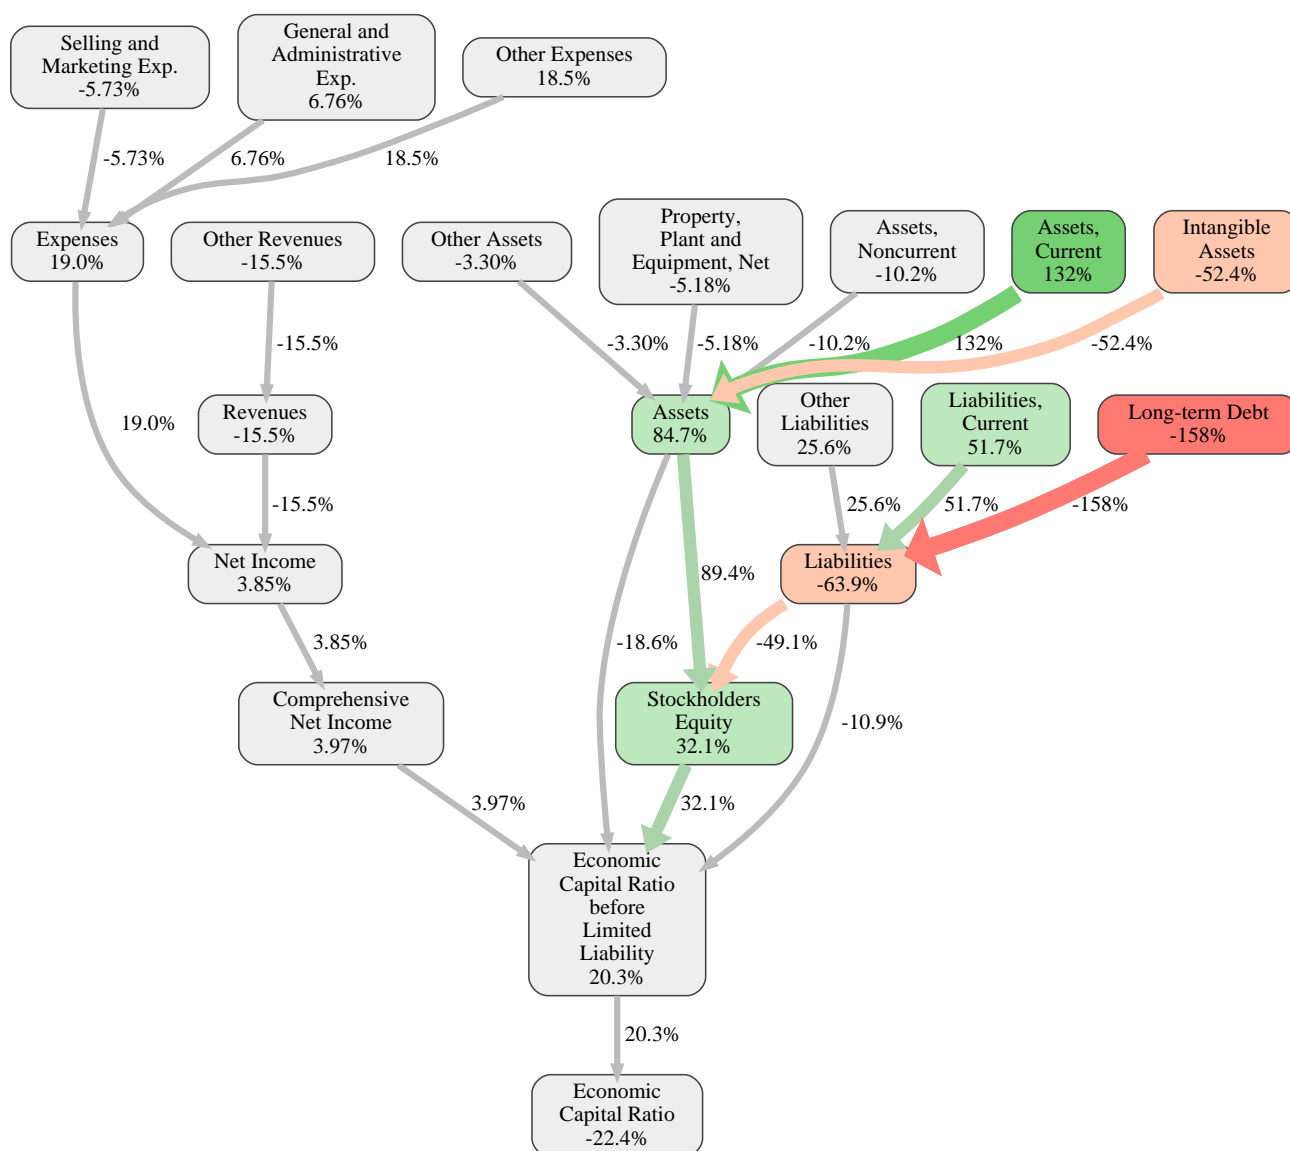 Selling and
Marketing Exp.
-5.73%
General and
Administrative
Exp.
6.76%
Other Expenses
18.5%
-5.73%
6.76%
18.5%
Expenses
19.0%
Other Revenues
-15.5%
Other Assets
-3.30%
Property,
Plant and
Equipment, Net
-5.18%
Assets,
Noncurrent
-10.2%
Assets,
Current
132%
Intangible
Assets
-52.4%
-15.5%
-3.30%
-5.18%
-10.2%
132%
-52.4%
19.0%
Revenues
-15.5%
Assets
84.7%
Other
Liabilities
25.6%
Liabilities,
Current
51.7%
Long-term Debt
-158%
-15.5%
25.6%
51.7%
-158%
Net Income
3.85%
89.4%
Liabilities
-63.9%
3.85%
-18.6%
-49.1%
Comprehensive
Net Income
3.97%
Stockholders
Equity
32.1%
-10.9%
3.97%
32.1%
Economic
Capital Ratio
before
Limited
Liability
20.3%
20.3%
Economic
Capital Ratio
-22.4%